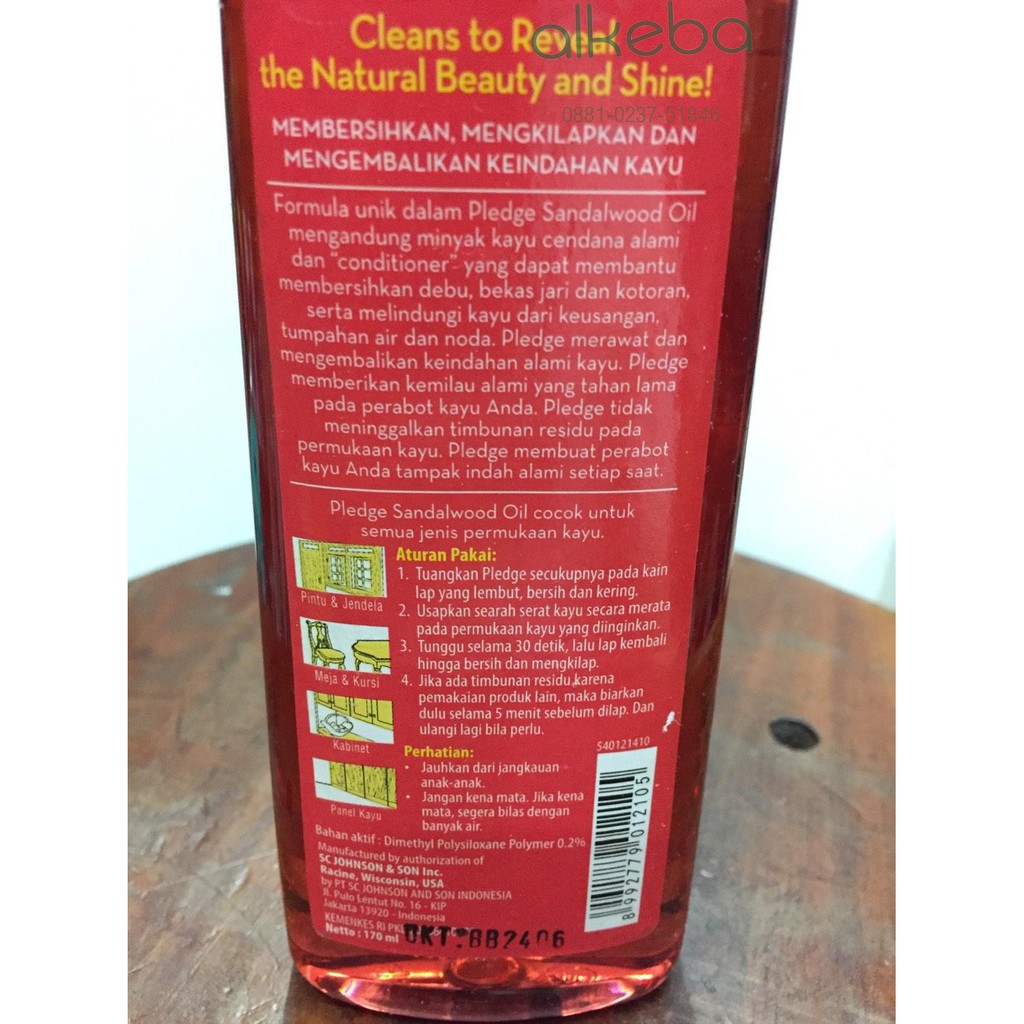 Cleans to Reveal
alkeba
the Natural Beauty and Shine!
0881-0237-51846
MEMBERSIHKAN, MENGKILAPKAN DAN
MENGEMBALIKAN KEINDAHAN KAYU
Formula unik dalam Pledge Sandalwood Oil
mengandung minyak kayu cendana alami
dan "conditioner" yang dapat membantu
membersihkan debu, bekas jari dan kotoran,
serta melindungi kayu dari keusangan,
tumpahan air dan noda. Pledge merawat dan
mengembalikan keindahan alami kayu. Pledge
memberikan kemilau alami yang tahan lama
pada perabot kayu Anda. Pledge tidak
meninggalkan timbunan residu pada
permukaan kayu. Pledge membuat perabot
kayu Anda tampak indah alami setiap saat.
Pledge Sandalwood Oil cocok untuk
semua jenis permukaan kayu.
Pintu & Jendela
Meja & Kursi
Kabinet
Panel Kayu
Aturan Pakai:
1. Tuangkan Pledge secukupnya pada kain
lap yang lembut, bersih dan kering.
2. Usapkan searah serat kayu secara merata
pada permukaan kayu yang diinginkan.
3. Tunggu selama 30 detik, lalu lap kembali
hingga bersih dan mengkilap.
4. Jika ada timbunan residu karena
pemakaian produk lain, maka biarkan
dulu selama 5 menit sebelum dilap. Dan
ulangi lagi bila perlu.
Perhatian:
• Jauhkan dari jangkauan
anak-anak.
• Jangan kena mata. Jika kena
mata, segera bilas dengan
banyak air.
540121410
8992779012105
Bahan aktif : Dimethyl Polysiloxane Polymer 0.2%
Manufactured by authorization of
SC JOHNSON & SON Inc.
Racine, Wisconsin, USA
by PT SC JOHNSON AND SON INDONESIA
Jl. Pulo Lentut No. 16 - KIP
Jakarta 13920 - Indonesia
KEMENKES RI
Netto : 170 ml